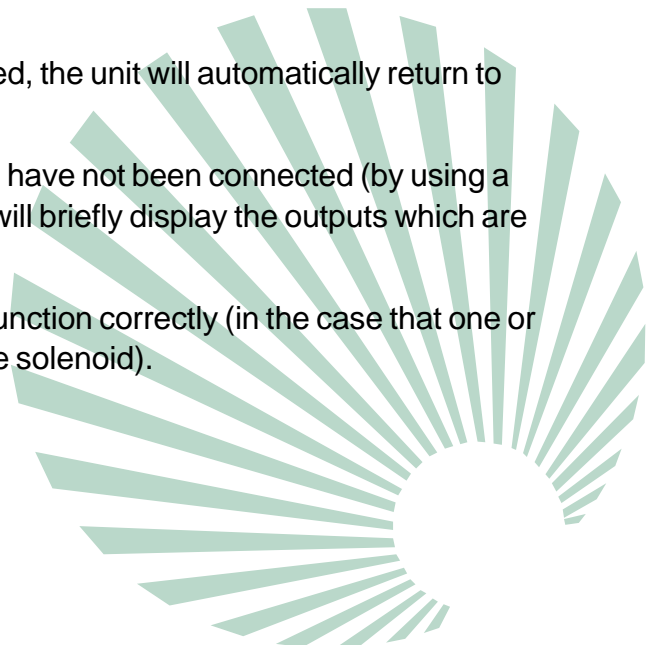 ed, the unit will automatically return to
have not been connected (by using a
will briefly display the outputs which are
unction correctly (in the case that one or
e solenoid).